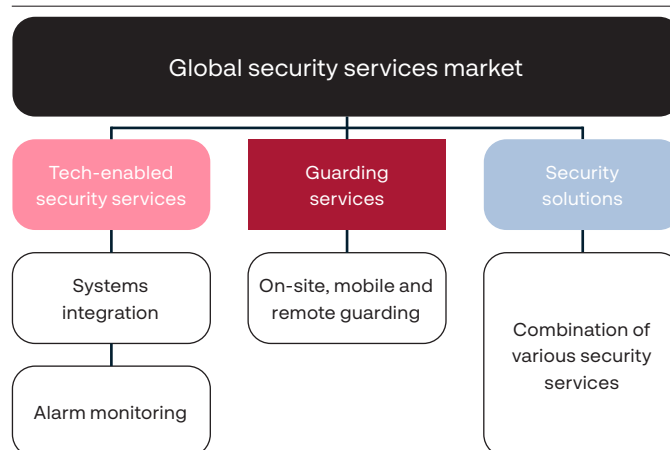 Global security services market
Tech-enabled
security services
Guarding
services
Security
solutions
Systems
integration
On-site, mobile and
remote guarding
Combination of
various security
services
Alarm monitoring